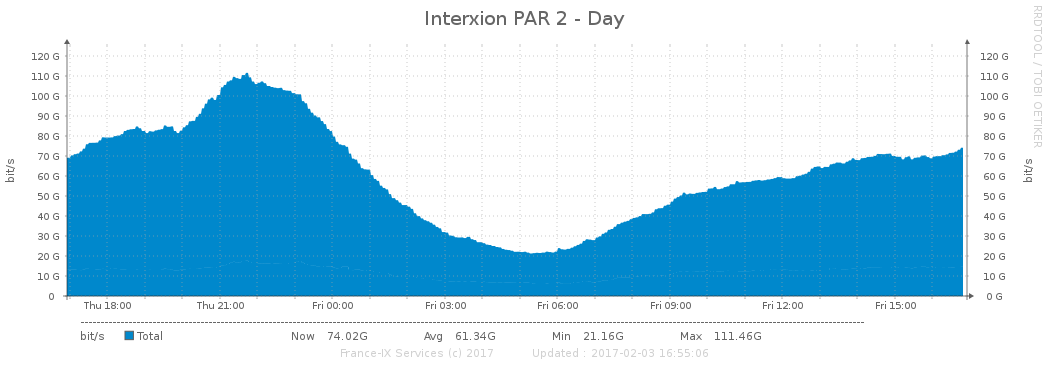 Interxion PAR 2 - Day
RRDTOOL / TOBI OETIKER
bit/s
120 G
110 G
100 G
90 G
80 G
70 G
60 G
50 G
40 G
30 G
20 G
10 G
0
120 G
110 G
100 G
90 G
80 G
70 G
60 G
50 G
40 G
30 G
20 G
10 G
0 G
bit/s
Thu 18:00 Thu 21:00 Fri 00:00 Fri 03:00 Fri 06:00 Fri 09:00 Fri 12:00 Fri 15:00
bit/s Total Now 74.02G Avg 61.34G Min 21.16G Max 111.46G
France-IX Services (c) 2017 Updated : 2017-02-03 16:55:06